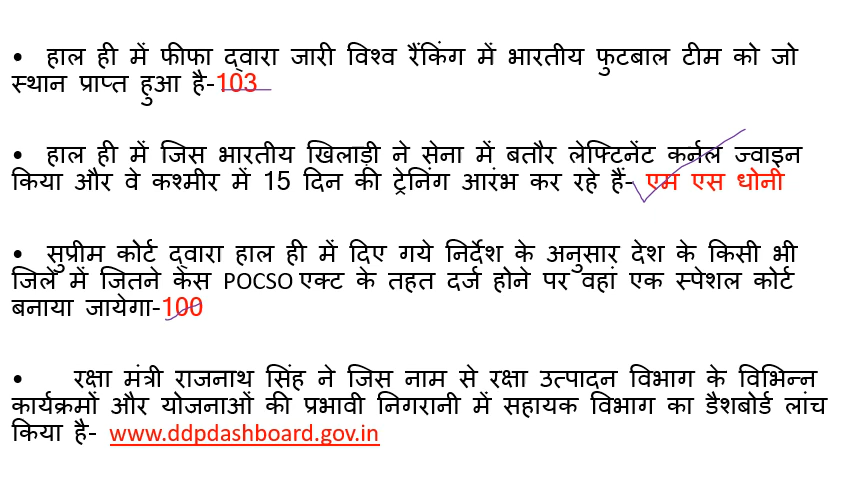 • हाल ही में फीफा द्वारा जारी विश्व रैंकिंग में भारतीय फुटबाल टीम को जो
स्थान प्राप्त हुआ है-103
• हाल ही में जिस भारतीय खिलाड़ी ने सेना में बतौर लेफ्टिनेंट कर्नल ज्वाइन
किया और वे कश्मीर में 15 दिन की ट्रेनिंग आरंभ कर रहे हैं- एम एस धोनी
• सुप्रीम कोर्ट द्वारा हाल ही में दिए गये निर्देश के अनुसार देश के किसी भी
जिले में जितने केस POCSO एक्ट के तहत दर्ज होने पर वहां एक स्पेशल कोर्ट
बनाया जायेगा-100
• रक्षा मंत्री राजनाथ सिंह ने जिस नाम से रक्षा उत्पादन विभाग के विभिन्न
कार्यक्रमों और योजनाओं की प्रभावी निगरानी में सहायक विभाग का डैशबोर्ड लांच
किया है- www.ddpdashboard.gov.in